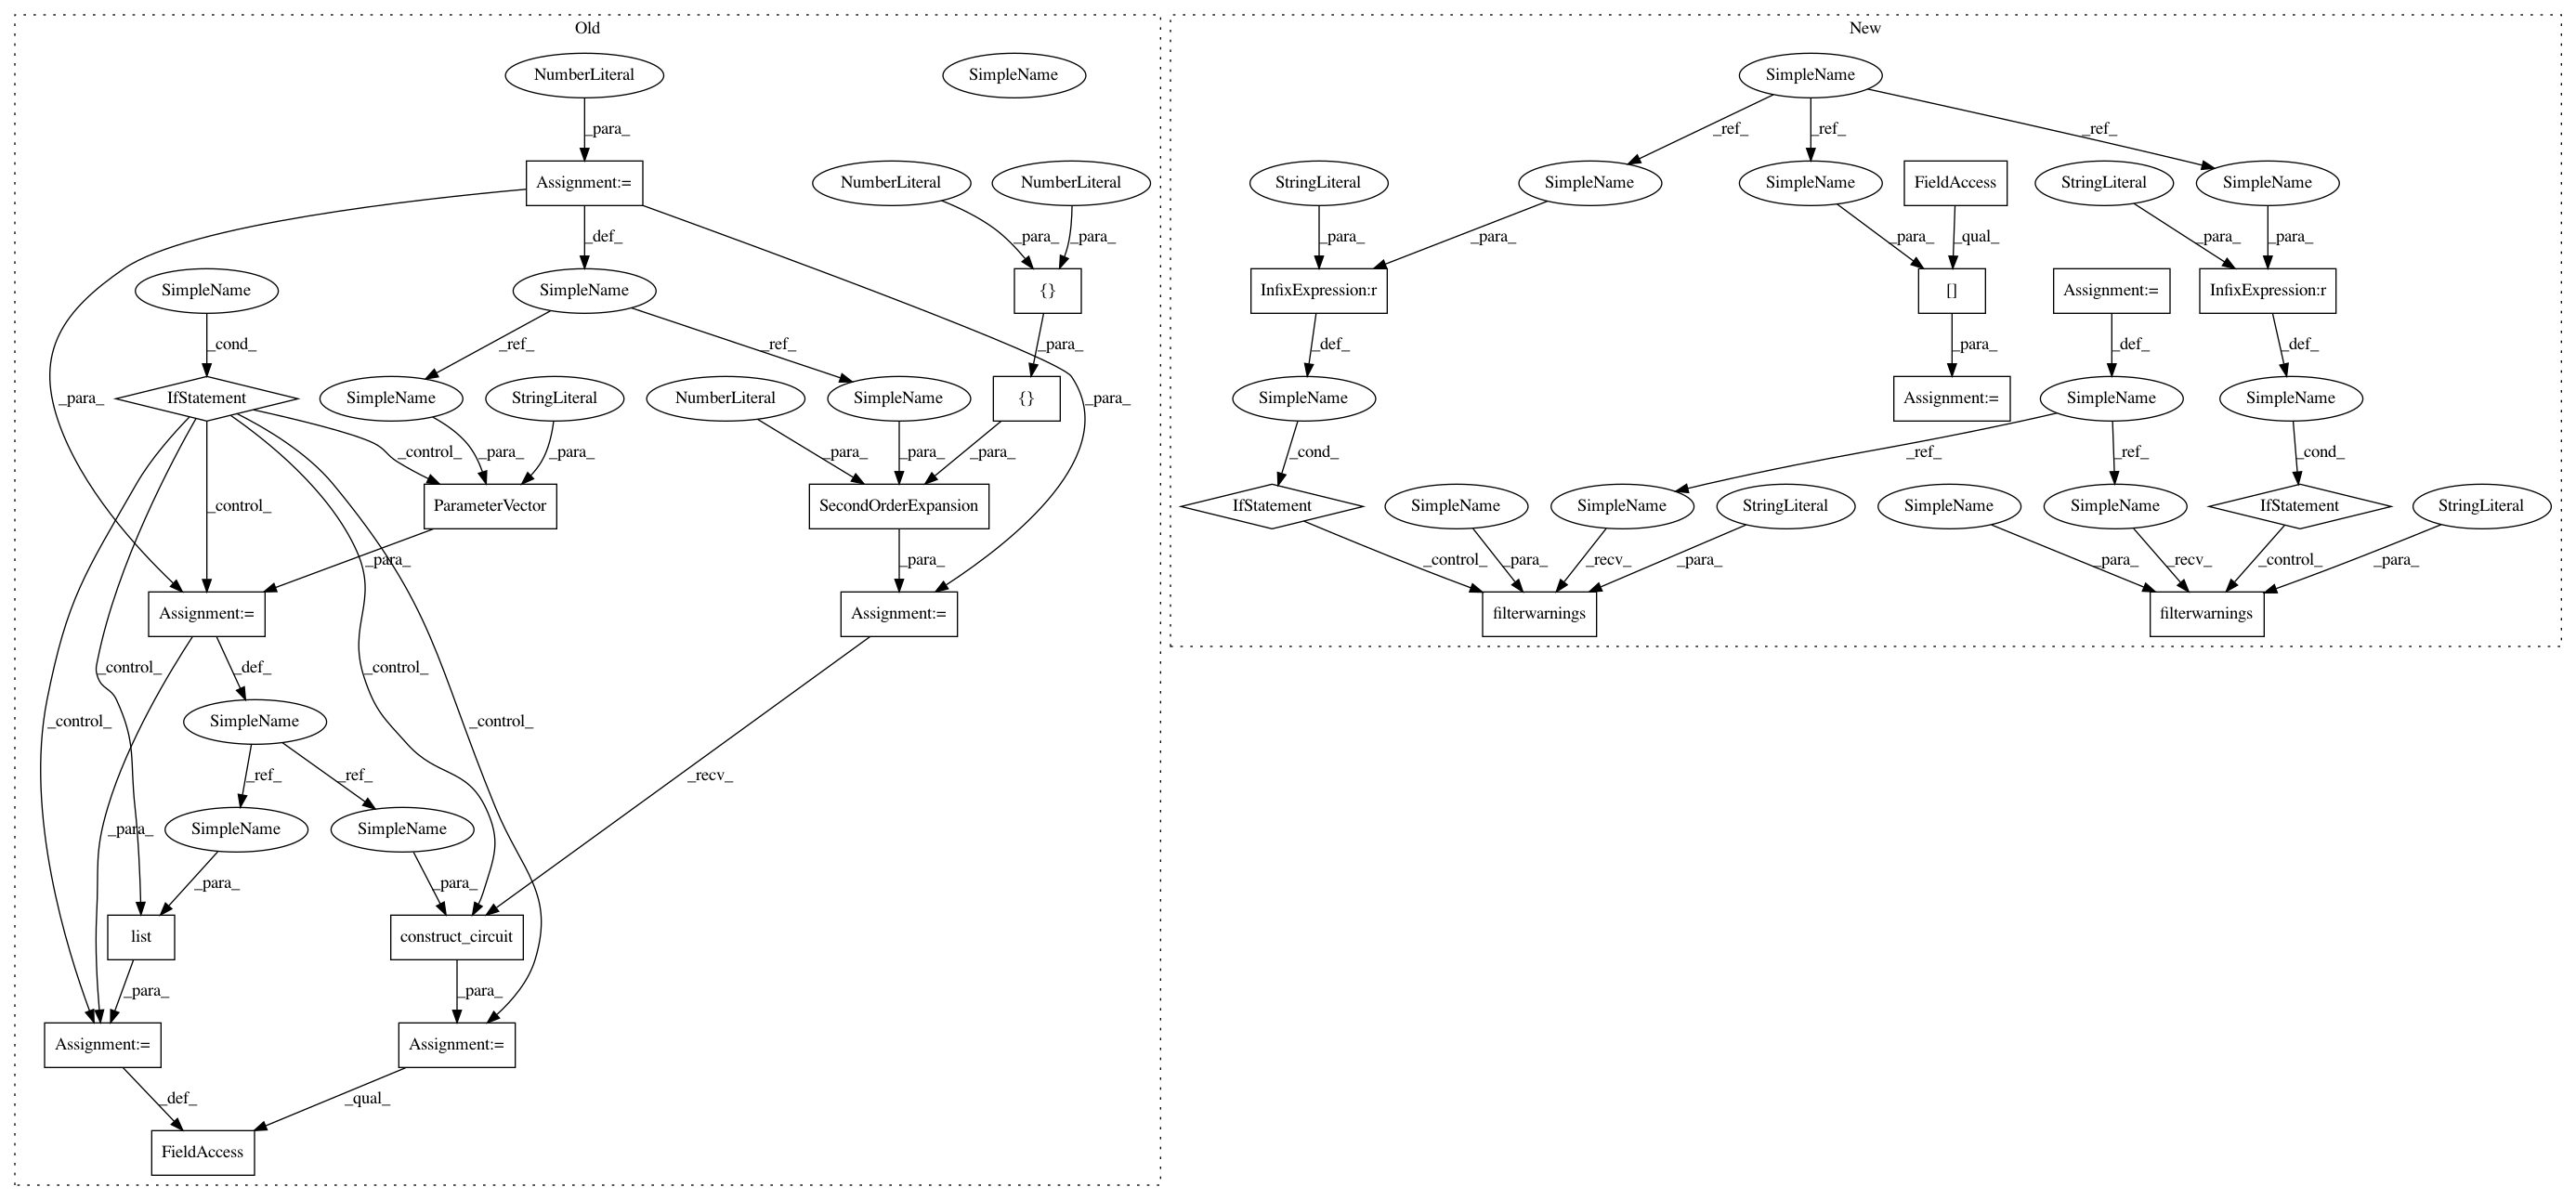 Old
New
NumberLiteral
SimpleName
SimpleName
_para_
_ref_
_ref_
_ref_
Assignment:=
NumberLiteral
NumberLiteral
StringLiteral
SimpleName
SimpleName
FieldAccess
StringLiteral
SimpleName
_def_
_para_
_para_
_para_
_para_
_para_
_qual_
_para_
_para_
SimpleName
SimpleName
{}
InfixExpression:r
[]
Assignment:=
InfixExpression:r
_cond_
_ref_
_ref_
_para_
_def_
_para_
_def_
_def_
_para_
IfStatement
SimpleName
StringLiteral
NumberLiteral
SimpleName
{}
_para_
SimpleName
Assignment:=
SimpleName
SimpleName
_control_
_para_
_para_
_para_
_para_
_para_
_cond_
_ref_
_ref_
_cond_
_control_
ParameterVector
SecondOrderExpansion
IfStatement
SimpleName
SimpleName
StringLiteral
SimpleName
SimpleName
IfStatement
StringLiteral
_para_
_para_
_control_
_para_
_recv_
_para_
_para_
_recv_
_control_
_para_
Assignment:=
Assignment:=
filterwarnings
filterwarnings
_control_
_def_
_control_
_control_
_control_
SimpleName
_ref_
_ref_
_recv_
_para_
SimpleName
SimpleName
_para_
_para_
list
construct_circuit
_para_
_para_
Assignment:=
Assignment:=
_def_
_qual_
FieldAccess